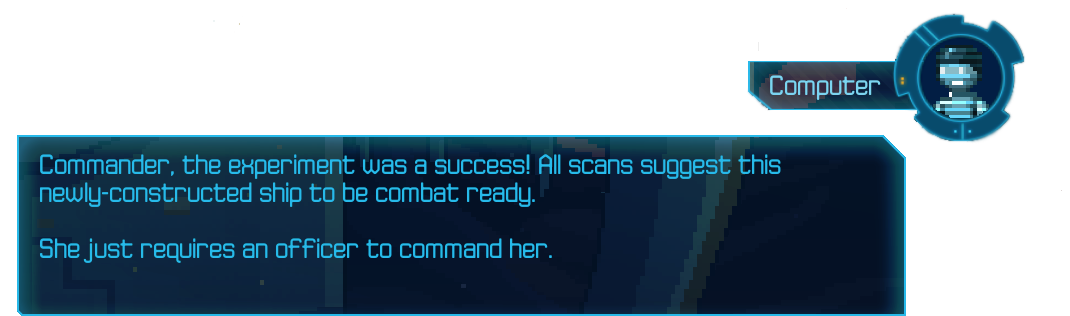 Computer
Commander, the experiment was a success! All scans suggest this
newly-constructed ship to be combat ready.
She just requires an officer to command her.